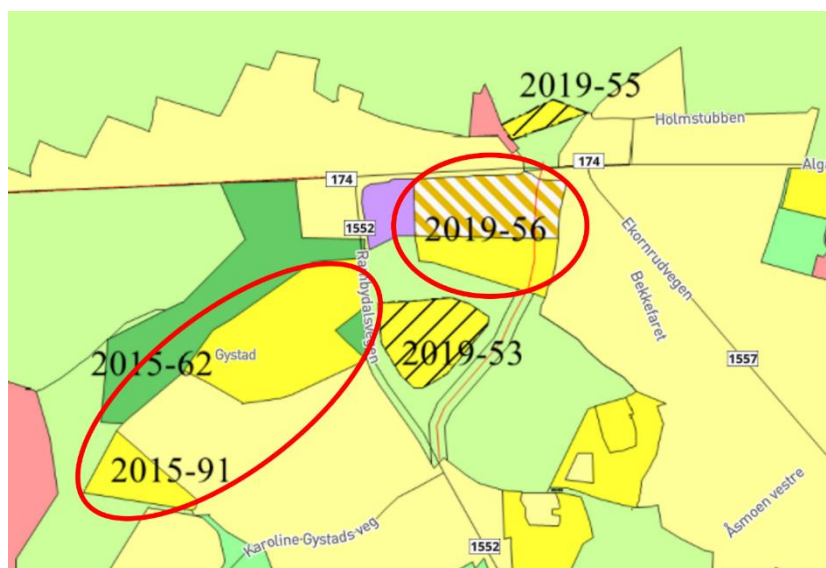 2019-55
Holmstubben
174
174
Alg
1552
2019-56
Ekornrudvegen
Bekkefaret
2015-62
Gystad
2019-53
1557
2015-91
Karoline-Gystads-veg
1552
Åsmoen vestre